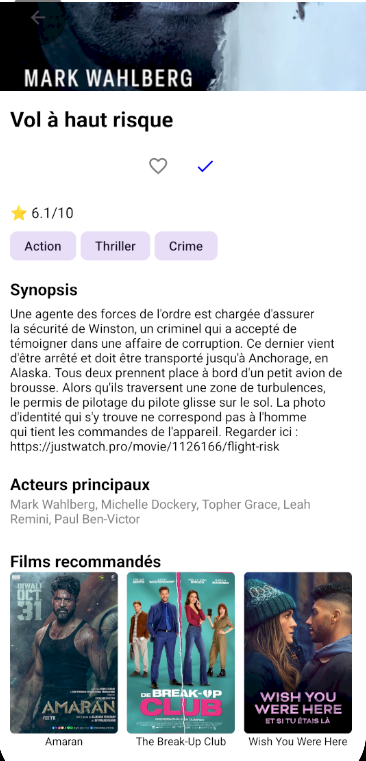 MARK WAHLBERG
Vol à haut risque
6.1/10
Action Thriller Crime
Synopsis
Une agente des forces de l'ordre est chargée d'assurer
la sécurité de Winston, un criminel qui a accepté de
témoigner dans une affaire de corruption. Ce dernier vient
d'être arrêté et doit être transporté jusqu'à Anchorage, en
Alaska. Tous deux prennent place à bord d'un petit avion de
brousse. Alors qu'ils traversent une zone de turbulences,
le permis de pilotage du pilote glisse sur le sol. La photo
d'identité qui s'y trouve ne correspond pas à l'homme
qui tient les commandes de l'appareil. Regarder ici :
https://justwatch.pro/movie/1126166/flight-risk
Acteurs principaux
Mark Wahlberg, Michelle Dockery, Topher Grace, Leah
Remini, Paul Ben-Victor
Films recommandés
DIWALI
OCT
31
AMARAN
DE BREAK-UP
CLUB
WISH YOU
WERE HERE
ET SI TU ÉTAIS LÀ
Amaran
The Break-Up Club
Wish You Were Here